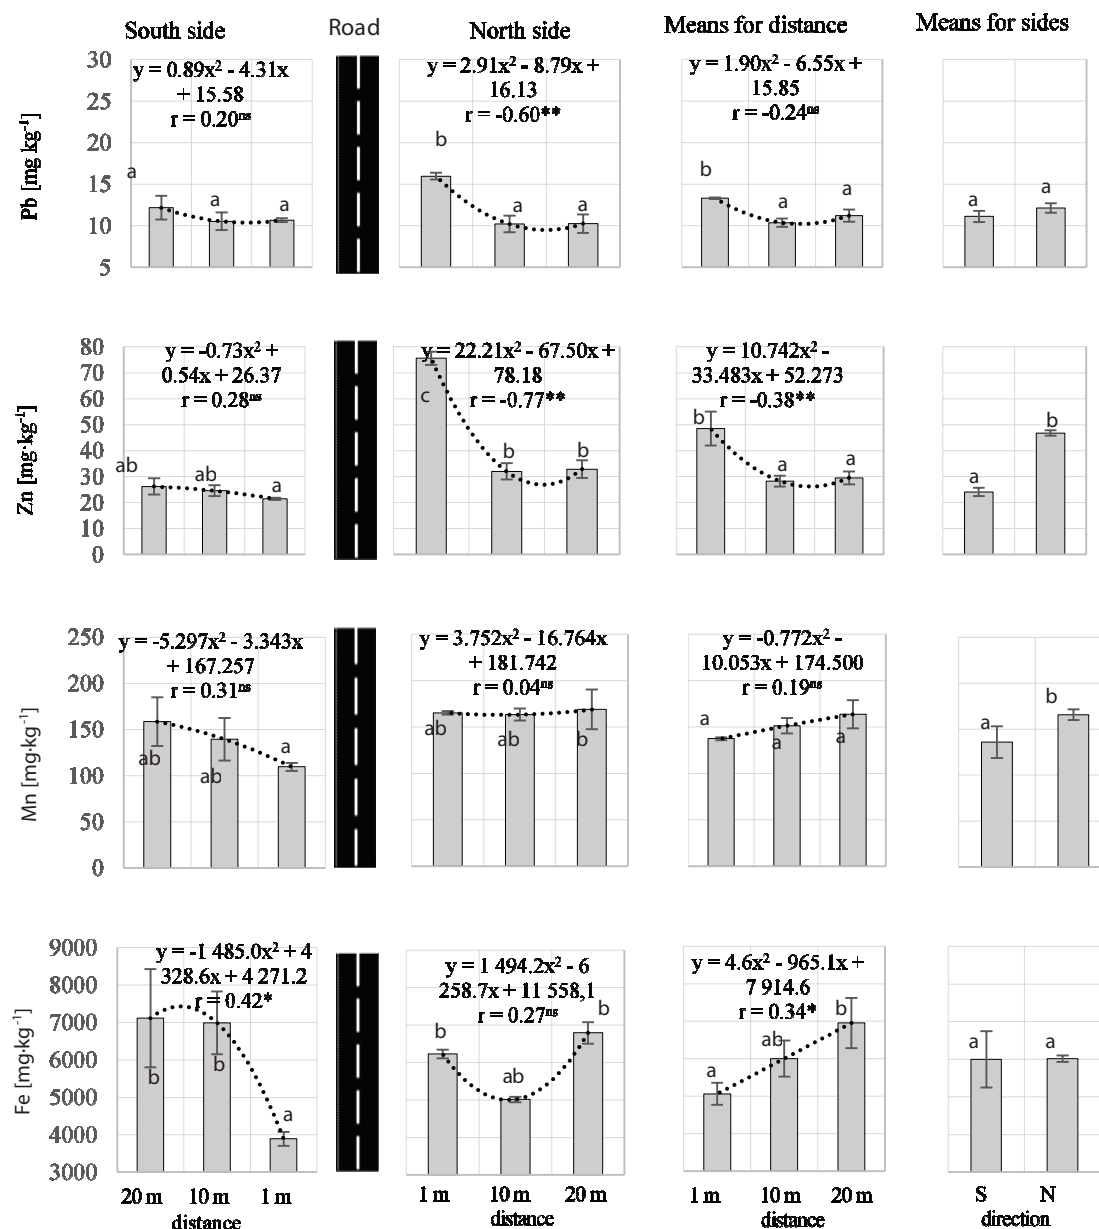 South side
Road
North side
Means for distance
Means for sides
Pb [mg kg⁻¹]
30
25
20
15
10
5
y = 0.89x² - 4.31x
+ 15.58
r = 0.20ⁿˢ
a
a
a
y = 2.91x² - 8.79x +
16.13
r = -0.60**
b
a
a
y = 1.90x² - 6.55x +
15.85
r = -0.24ⁿˢ
b
a
a
a
a
Zn [mg·kg⁻¹]
80
70
60
50
40
30
20
10
0
y = -0.73x² +
0.54x + 26.37
r = 0.28ⁿˢ
ab
ab
a
y = 22.21x² - 67.50x +
78.18
r = -0.77**
c
b
b
y = 10.742x² -
33.483x + 52.273
r = -0.38**
b
a
a
a
b
Mn [mg·kg⁻¹]
250
200
150
100
50
0
y = -5.297x² - 3.343x
+ 167.257
r = 0.31ⁿˢ
ab
ab
a
y = 3.752x² - 16.764x
+ 181.742
r = 0.04ⁿˢ
ab
ab
b
y = -0.772x² -
10.053x + 174.500
r = 0.19ⁿˢ
a
a
a
a
b
Fe [mg·kg⁻¹]
9000
8000
7000
6000
5000
4000
3000
y = -1 485.0x² + 4
328.6x + 4 271.2
r = 0.42*
b
b
a
y = 1 494.2x² - 6
258.7x + 11 558,1
r = 0.27ⁿˢ
b
ab
b
y = 4.6x² - 965.1x +
7 914.6
r = 0.34*
a
ab
b
a
a
20 m 10 m 1 m
distance
1 m 10 m 20 m
distance
1 m 10 m 20 m
distance
S N
direction